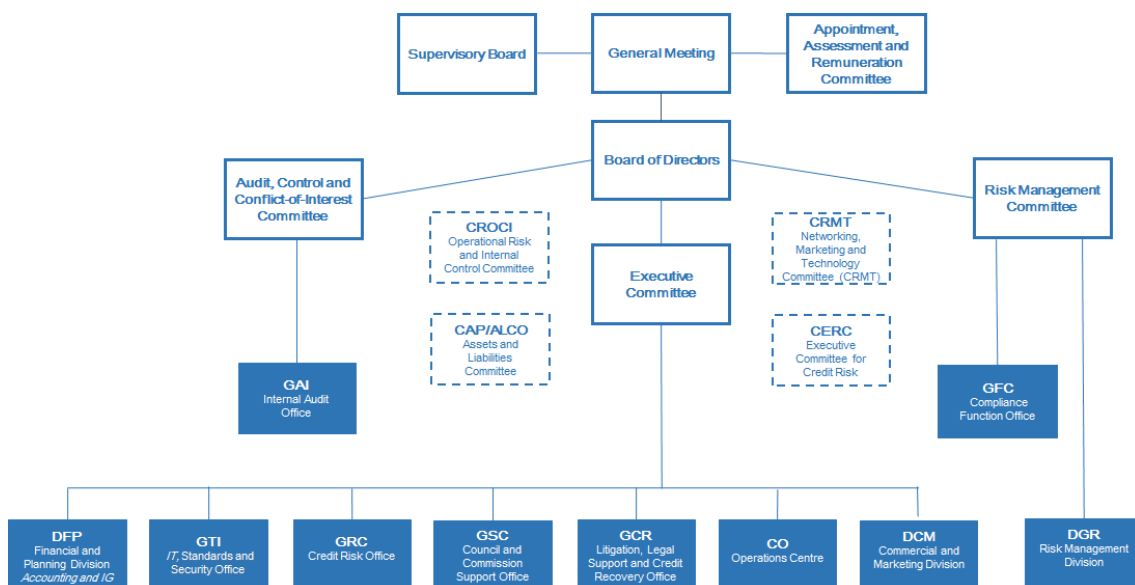 Supervisory Board
General Meeting
Appointment,
Assessment and
Remuneration
Committee
Board of Directors
Audit, Control and
Conflict-of-Interest
Committee
Risk Management
Committee
CROCI
Operational Risk
and Internal
Control Committee
CRMT
Networking,
Marketing and
Technology
Committee (CRMT)
Executive
Committee
CAP/ALCO
Assets and
Liabilities
Committee
CERC
Executive
Committee for
Credit Risk
GAI
Internal Audit
Office
GFC
Compliance
Function Office
DFP
Financial and
Planning Division
Accounting and IG
GTI
IT, Standards and
Security Office
GRC
Credit Risk Office
GSC
Council and
Commission
Support Office
GCR
Litigation, Legal
Support and Credit
Recovery Office
CO
Operations Centre
DCM
Commercial and
Marketing Division
DGR
Risk Management
Division